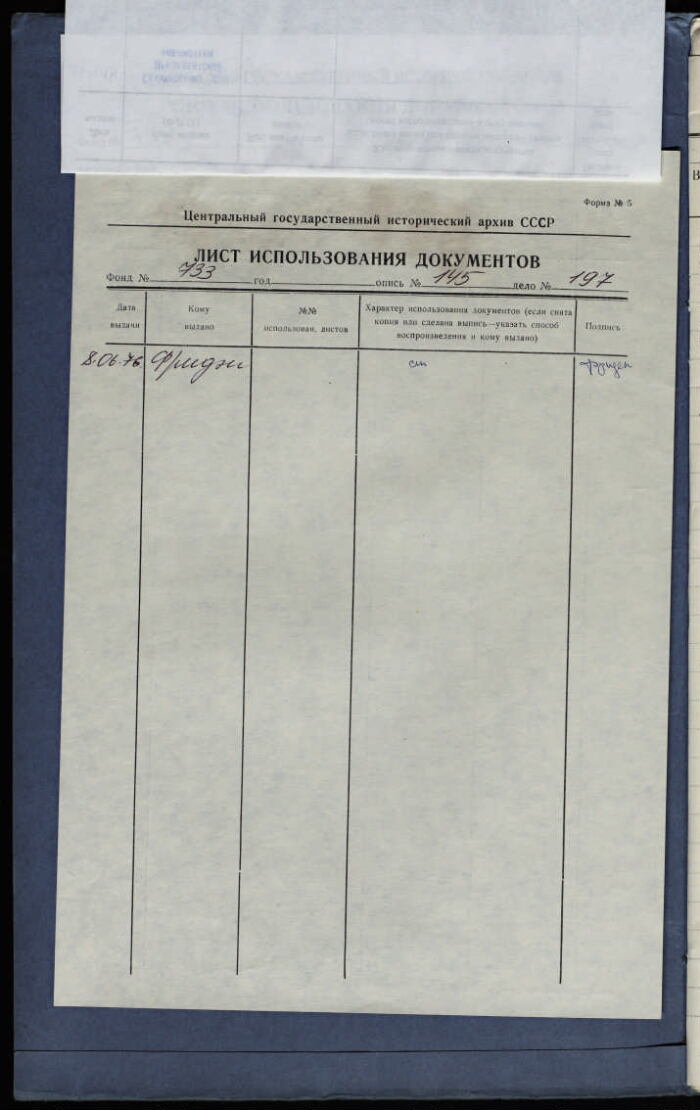 Форма № 5
Центральный государственный исторический архив СССР
ЛИСТ ИСПОЛЬЗОВАНИЯ ДОКУМЕНТОВ
Фонд № 733 год опись № 145 дело № 197
Дата выдачи
Кому выдано
№№ использован. листов
Характер использования документов (если снята
копия или сделана выпись—указать способ
воспроизведения и кому выдано)
Подпись
8.06.76